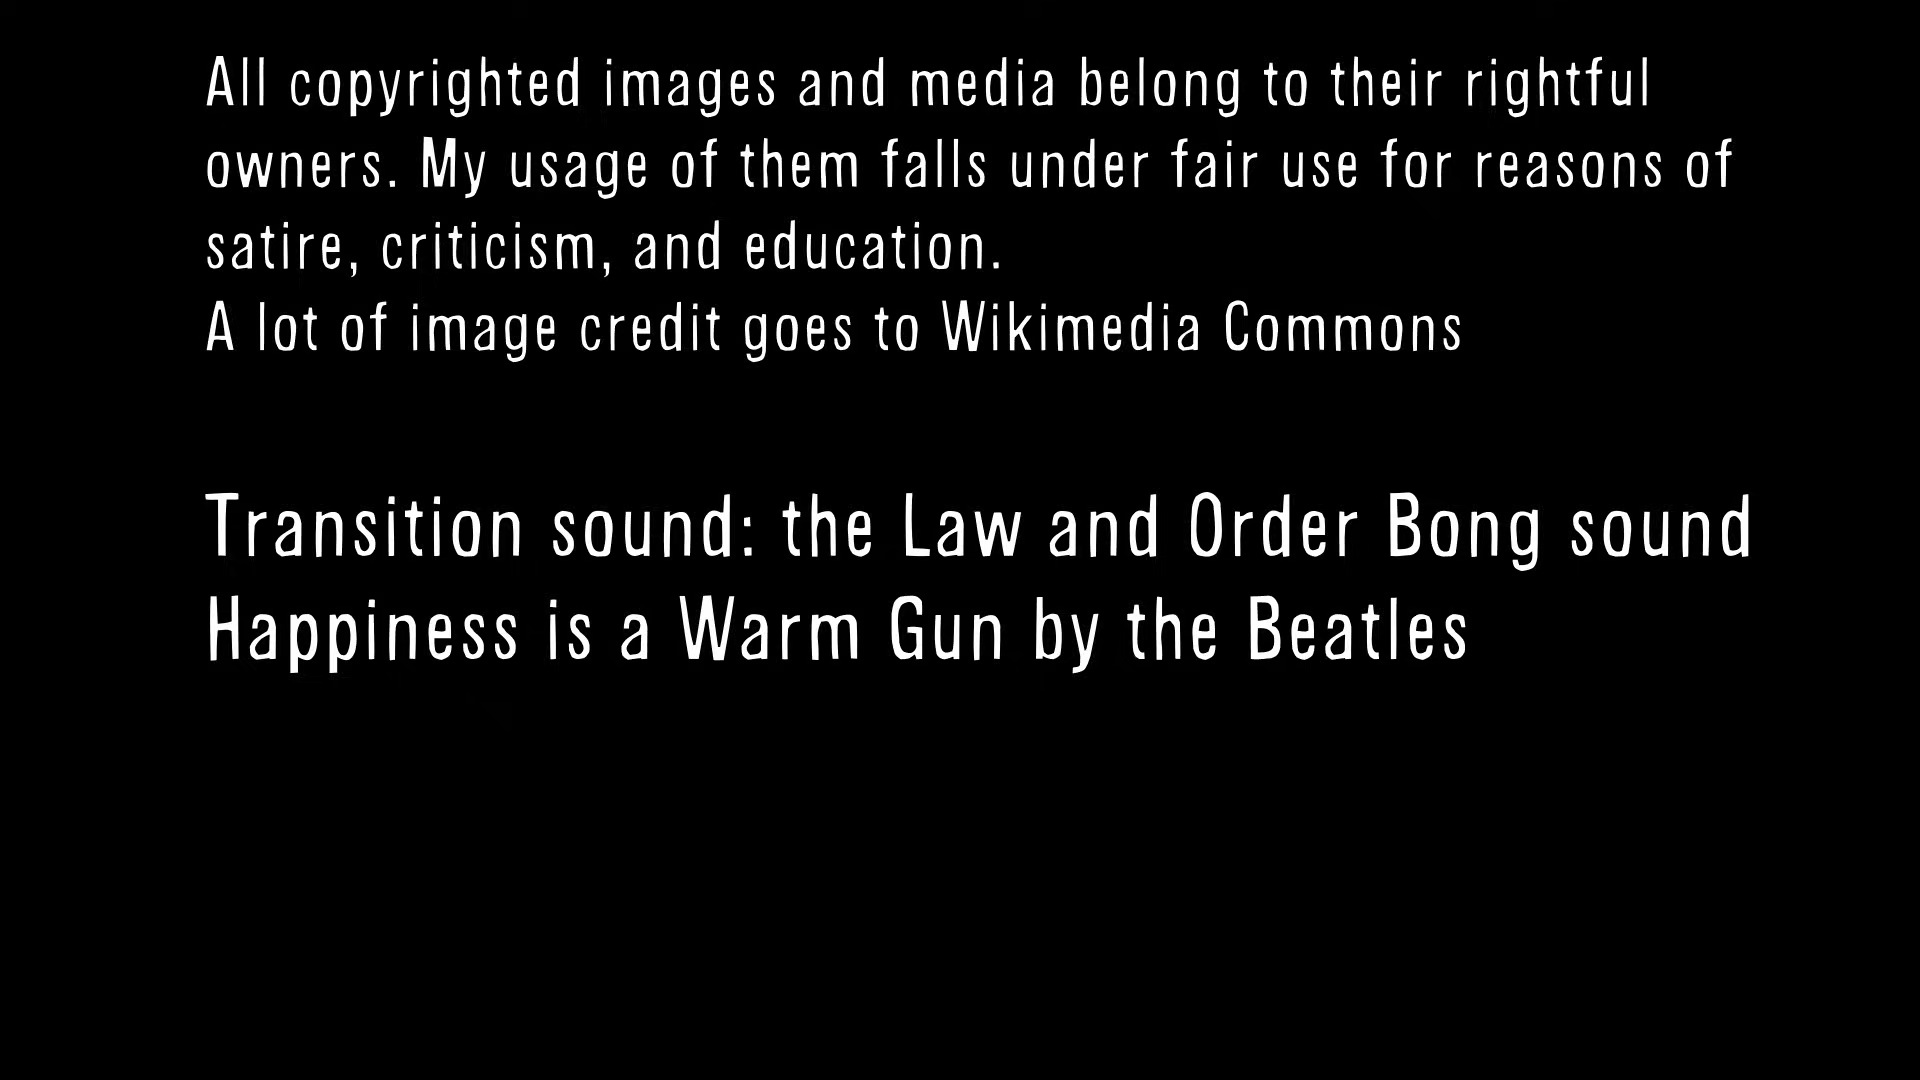 All copyrighted images and media belong to their rightful
owners. My usage of them falls under fair use for reasons of
satire, criticism, and education.
A lot of image credit goes to Wikimedia Commons
Transition sound: the Law and Order Bong sound
Happiness is a Warm Gun by the Beatles